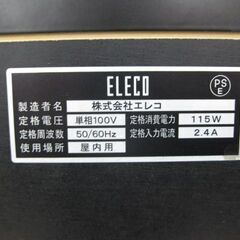 ELECO
PS
E
製造者名 株式会社エレコ
定格電圧 単相100V 定格消費電力 115W
定格周波数 50/60Hz 定格入力電流 2.4A
使用場所 屋内用